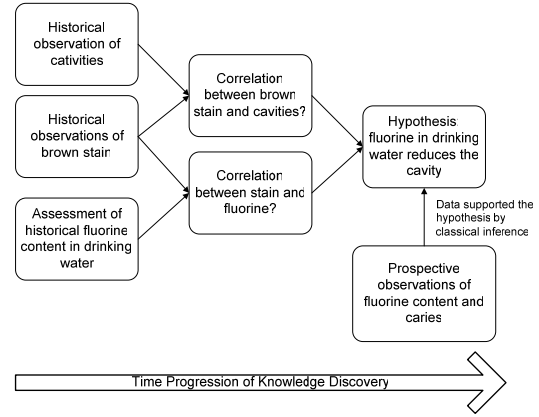 Historical
observation of
cativities
Historical
observations of
brown stain
Assessment of
historical fluorine
content in drinking
water
Correlation
between brown
stain and cavities?
Correlation
between stain and
fluorine?
Hypothesis:
fluorine in drinking
water reduces the
cavity
Data supported the
hypothesis by
classical inference
Prospective
observations of
fluorine content and
caries
Time Progression of Knowledge Discovery